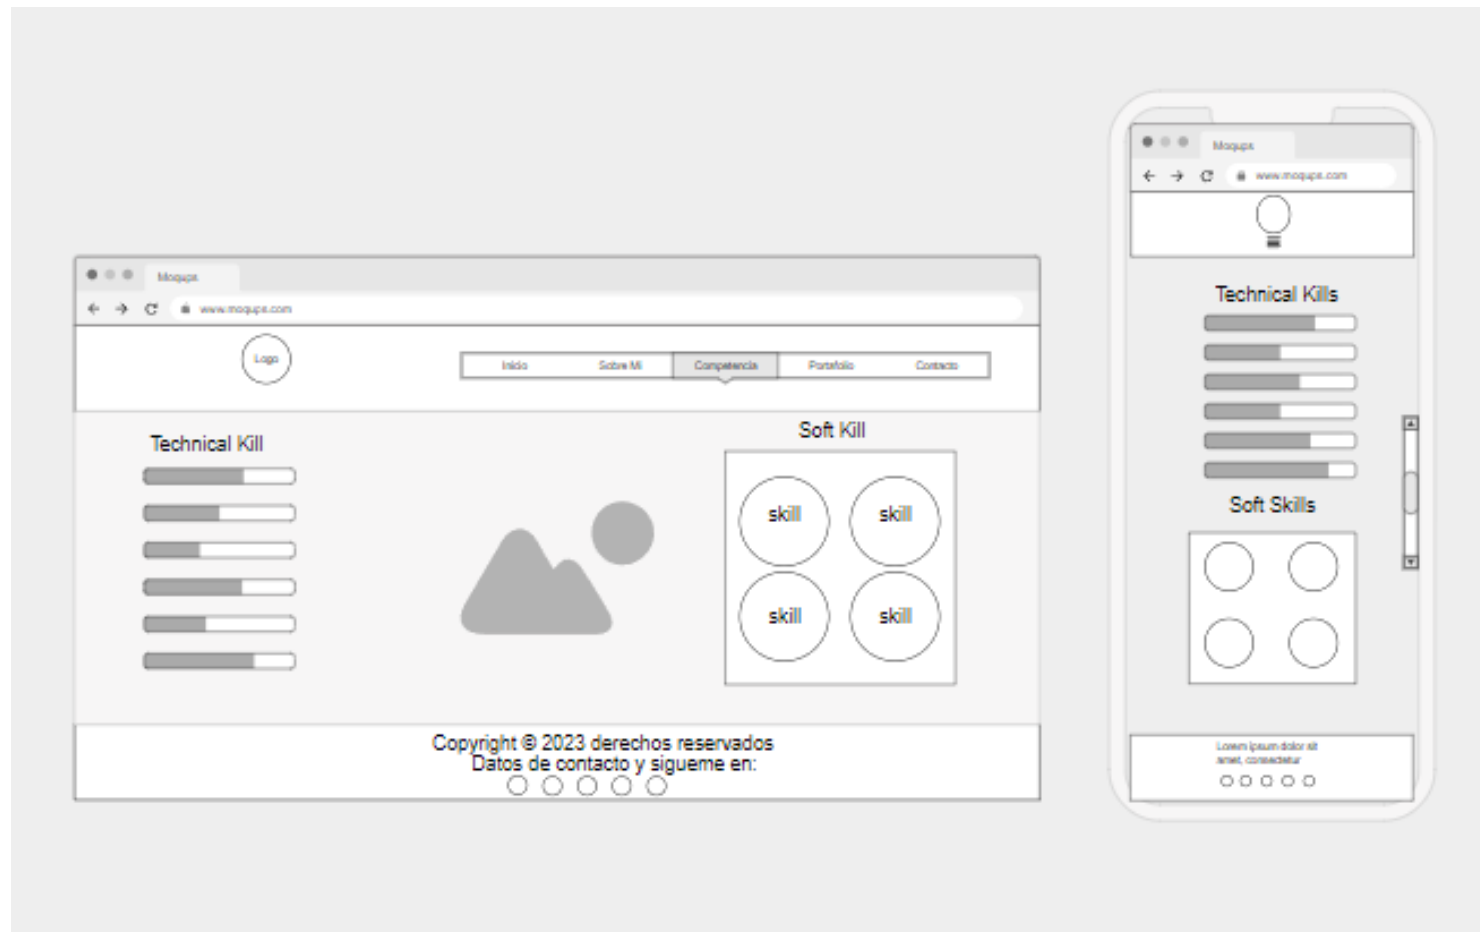 Moqups
www.moqups.com
Logo
Inicio
Sobre Mi
Competencia
Portafolio
Contacto
Technical Kill
Soft Kill
skill
skill
skill
skill
Copyright © 2023 derechos reservados
Datos de contacto y sigueme en:
Moqups
www.moqups.com
Technical Kills
Soft Skills
Lorem ipsum dolor sit
amet, consectetur